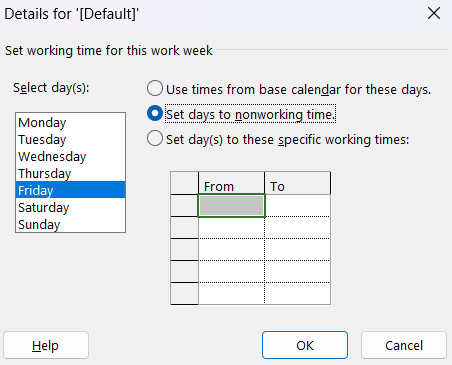 Details for '[Default]'
Set working time for this work week
Select day(s):
Monday
Tuesday
Wednesday
Thursday
Friday
Saturday
Sunday
Use times from base calendar for these days.
Set days to nonworking time.
Set day(s) to these specific working times:
From To
Help OK Cancel